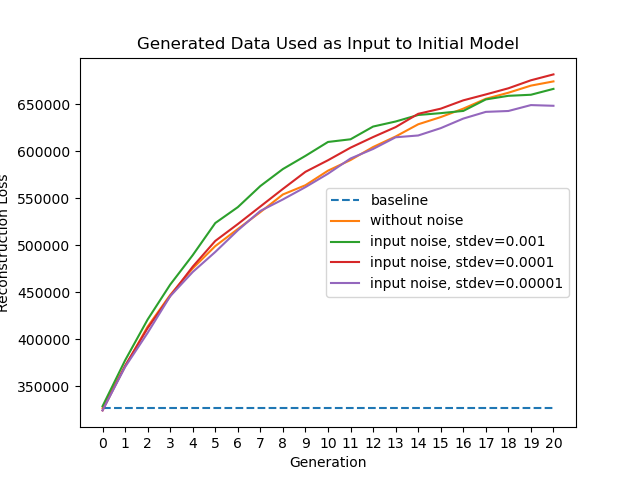 Generated Data Used as Input to Initial Model
Reconstruction Loss
650000
600000
550000
500000
450000
400000
350000
baseline
without noise
input noise, stdev=0.001
input noise, stdev=0.0001
input noise, stdev=0.00001
0 1 2 3 4 5 6 7 8 9 10 11 12 13 14 15 16 17 18 19 20
Generation